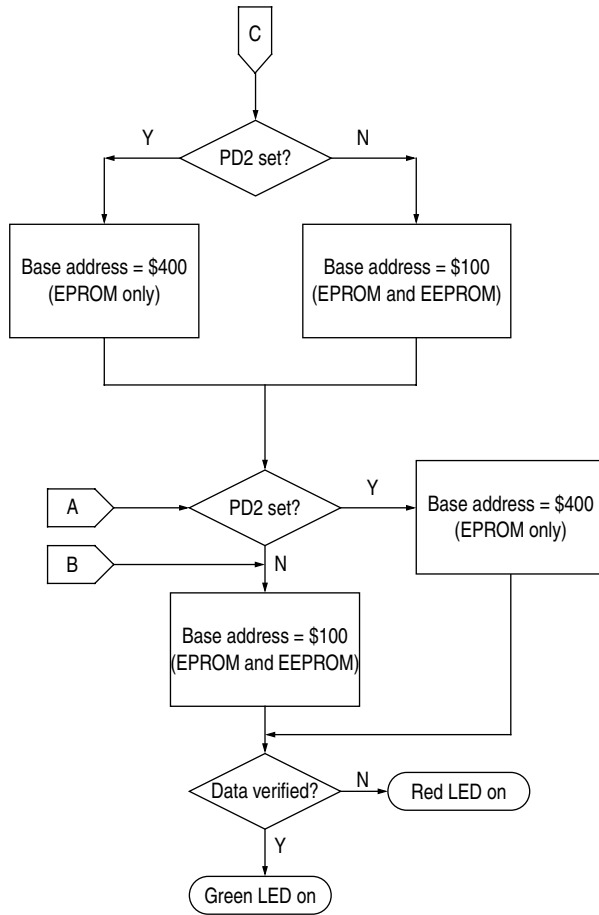 C
Y
PD2 set?
N
Base address = $400
(EPROM only)
Base address = $100
(EPROM and EEPROM)
A
PD2 set?
Y
Base address = $400
(EPROM only)
B
N
Base address = $100
(EPROM and EEPROM)
Data verified?
N
Red LED on
Y
Green LED on